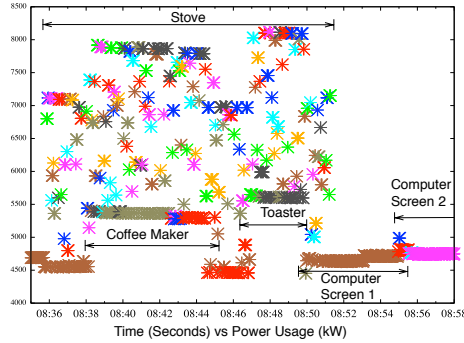 Stove
8500
8000
7500
7000
6500
6000
5500
5000
4500
4000
Coffee Maker
Toaster
Computer
Screen 2
Computer
Screen 1
08:36 08:38 08:40 08:42 08:44 08:46 08:48 08:50 08:52 08:54 08:56 08:58
Time (Seconds) vs Power Usage (kW)